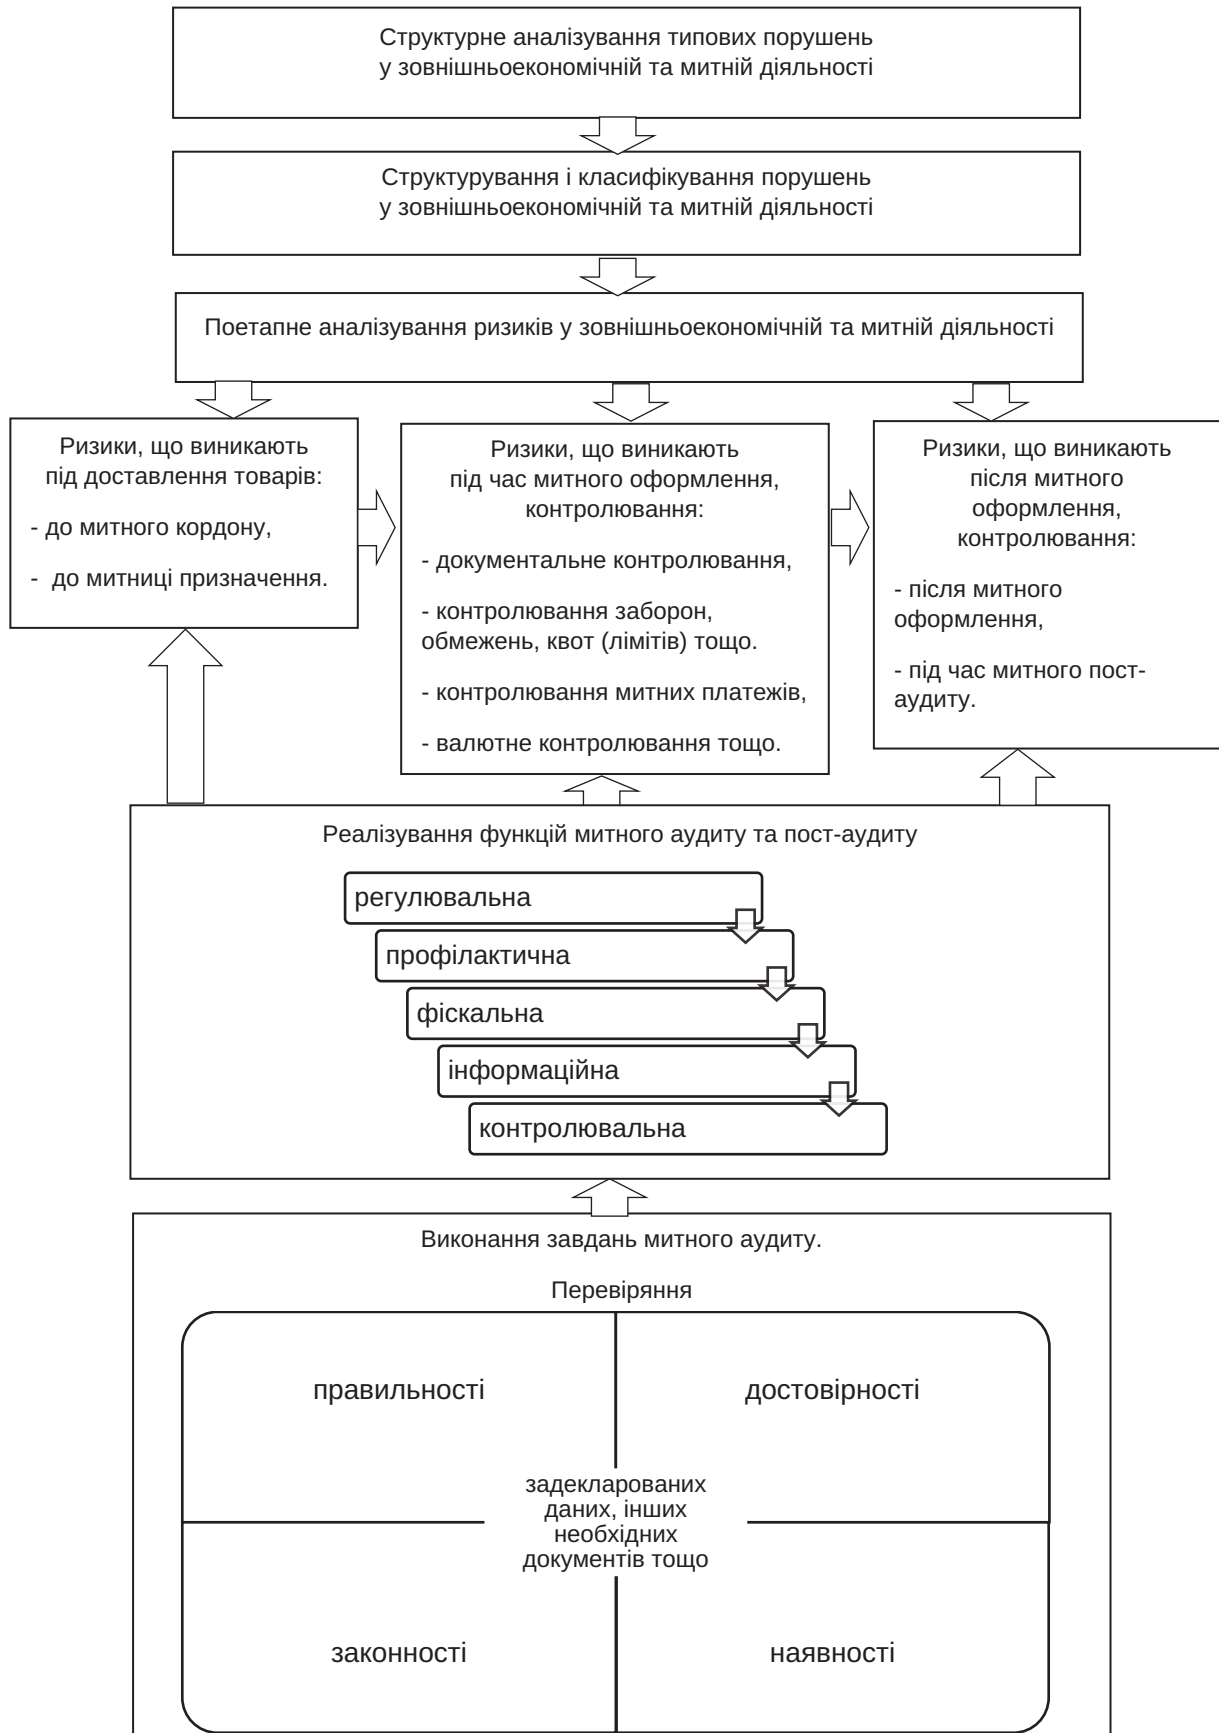 Структурне аналізування типових порушень
у зовнішньоекономічній та митній діяльності
Структурування і класифікування порушень
у зовнішньоекономічній та митній діяльності
Поетапне аналізування ризиків у зовнішньоекономічній та митній діяльності
Ризики, що виникають
під доставлення товарів:
- до митного кордону,
- до митниці призначення.
Ризики, що виникають
під час митного оформлення,
контролювання:
- документальне контролювання,
- контролювання заборон,
обмежень, квот (лімітів) тощо.
- контролювання митних платежів,
- валютне контролювання тощо.
Ризики, що виникають
після митного
оформлення,
контролювання:
- після митного
оформлення,
- під час митного пост-
аудиту.
Реалізування функцій митного аудиту та пост-аудиту
регулювальна
профілактична
фіскальна
інформаційна
контролювальна
Виконання завдань митного аудиту.
Перевіряння
правильності
достовірності
задекларованих
даних, інших
необхідних
документів тощо
законності
наявності